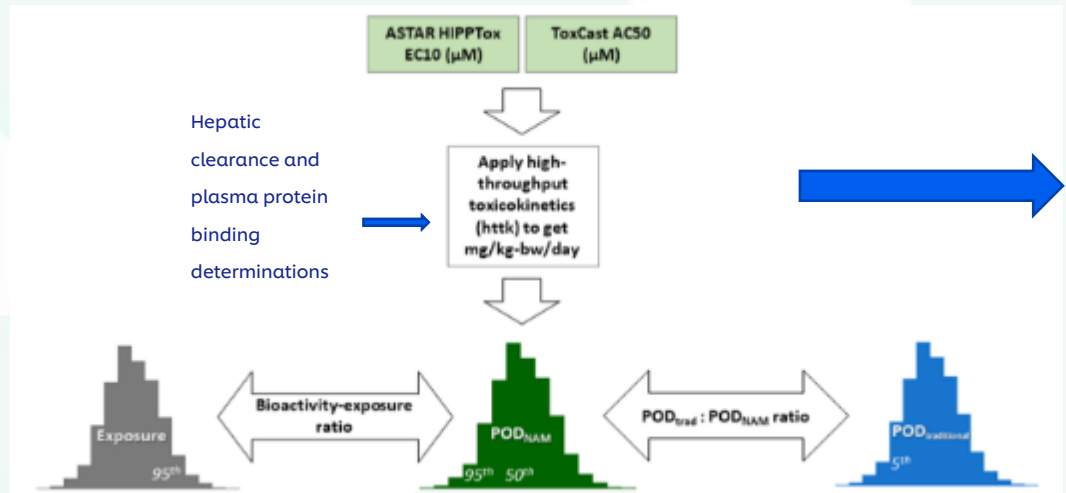 ASTAR HIPPTox
EC10 (µM)
ToxCast AC50
(µM)
Hepatic
clearance and
plasma protein
binding
determinations
Apply high-
throughput
toxicokinetics
(httk) to get
mg/kg-bw/day
Exposure
95th
Bioactivity-exposure
ratio
PODNAM
95th 50th
PODtrad : PODNAM ratio
PODtraditional
5th